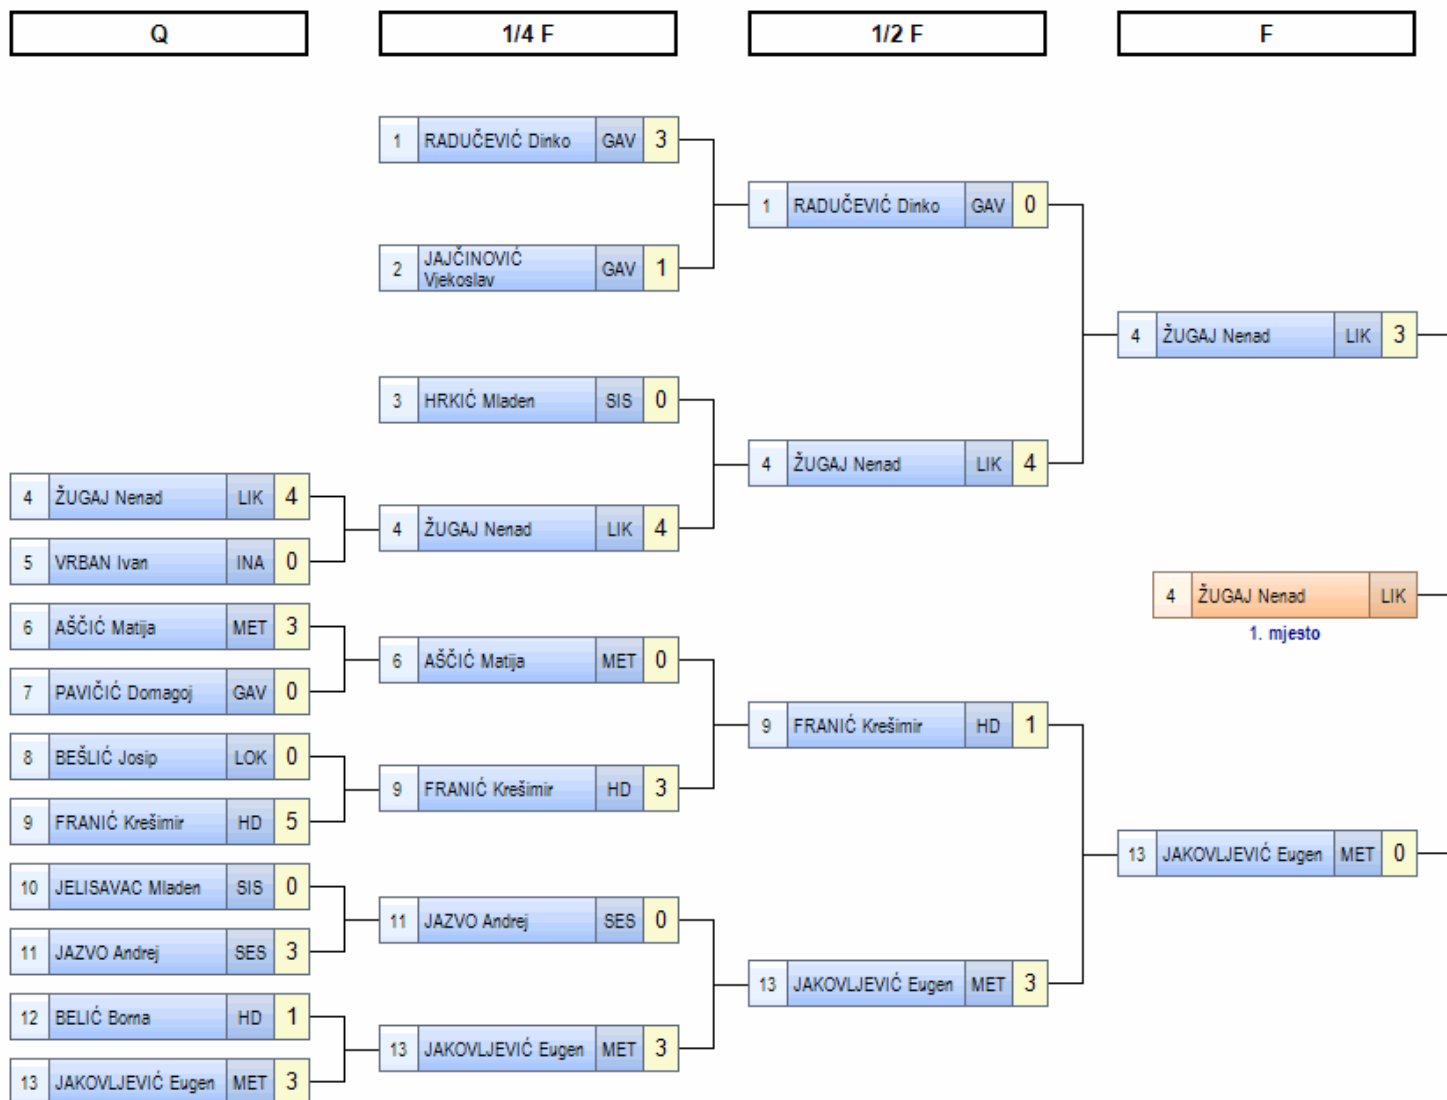 Q
1/4 F
1/2 F
F
1 RADUČEVIĆ Dinko GAV 3
2 JAJČINOVIĆ
Vjekoslav GAV 1
3 HRKIĆ Mladen SIS 0
4 ŽUGAJ Nenad LIK 4
6 AŠČIĆ Matija MET 0
9 FRANIĆ Krešimir HD 3
11 JAZVO Andrej SES 0
13 JAKOVLJEVIĆ Eugen MET 3
4 ŽUGAJ Nenad LIK 4
5 VRBAN Ivan INA 0
6 AŠČIĆ Matija MET 3
7 PAVIČIĆ Domagoj GAV 0
8 BEŠLIĆ Josip LOK 0
9 FRANIĆ Krešimir HD 5
10 JELISAVAC Mladen SIS 0
11 JAZVO Andrej SES 3
12 BELIĆ Borna HD 1
13 JAKOVLJEVIĆ Eugen MET 3
1 RADUČEVIĆ Dinko GAV 0
4 ŽUGAJ Nenad LIK 4
9 FRANIĆ Krešimir HD 1
13 JAKOVLJEVIĆ Eugen MET 3
4 ŽUGAJ Nenad LIK 3
4 ŽUGAJ Nenad LIK
1. mjesto
13 JAKOVLJEVIĆ Eugen MET 0